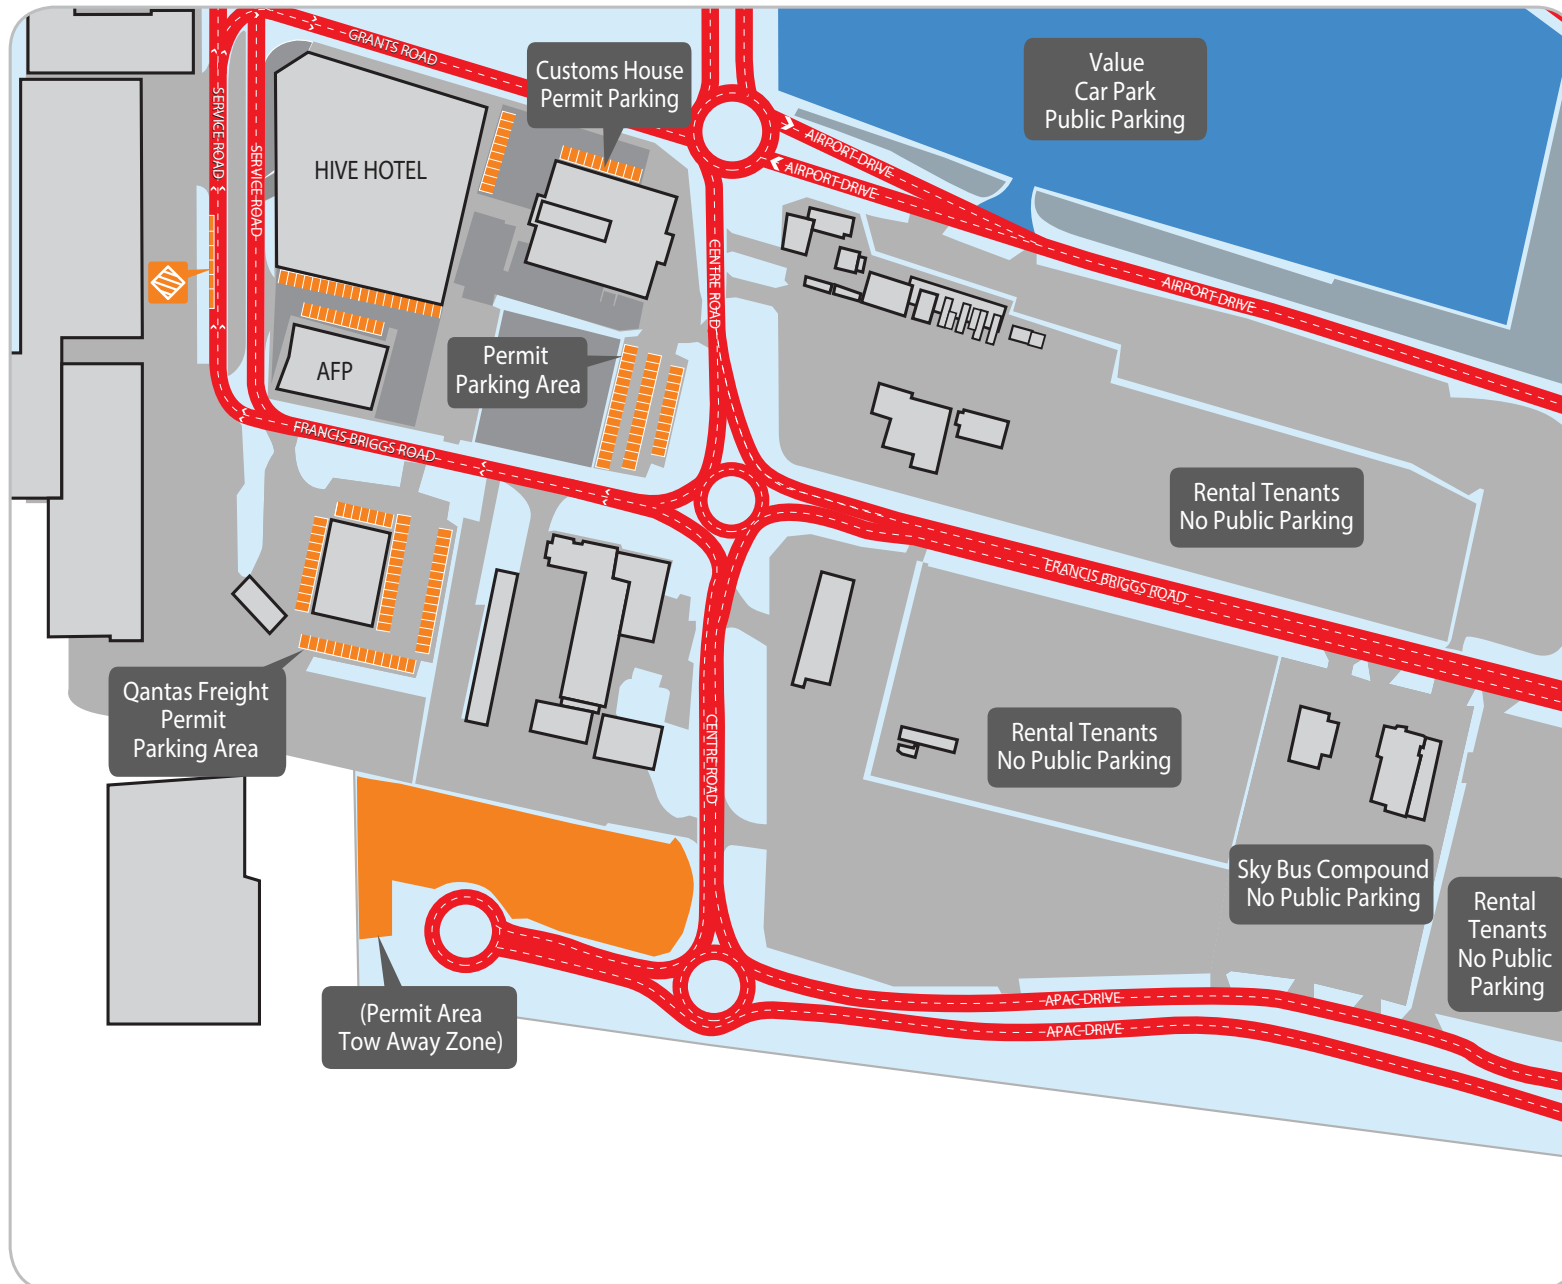 GRANTS ROAD
Customs House
Permit Parking
Value
Car Park
Public Parking
SERVICE ROAD
SERVICE ROAD
HIVE HOTEL
AIRPORT DRIVE
AIRPORT DRIVE
AIRPORT DRIVE
CENTRE ROAD
AFP
Permit
Parking Area
FRANCIS BRIGGS ROAD
Rental Tenants
No Public Parking
FRANCIS BRIGGS ROAD
Qantas Freight
Permit
Parking Area
CENTRE ROAD
Rental Tenants
No Public Parking
Sky Bus Compound
No Public Parking
Rental
Tenants
No Public
Parking
(Permit Area
Tow Away Zone)
APAC DRIVE
APAC DRIVE